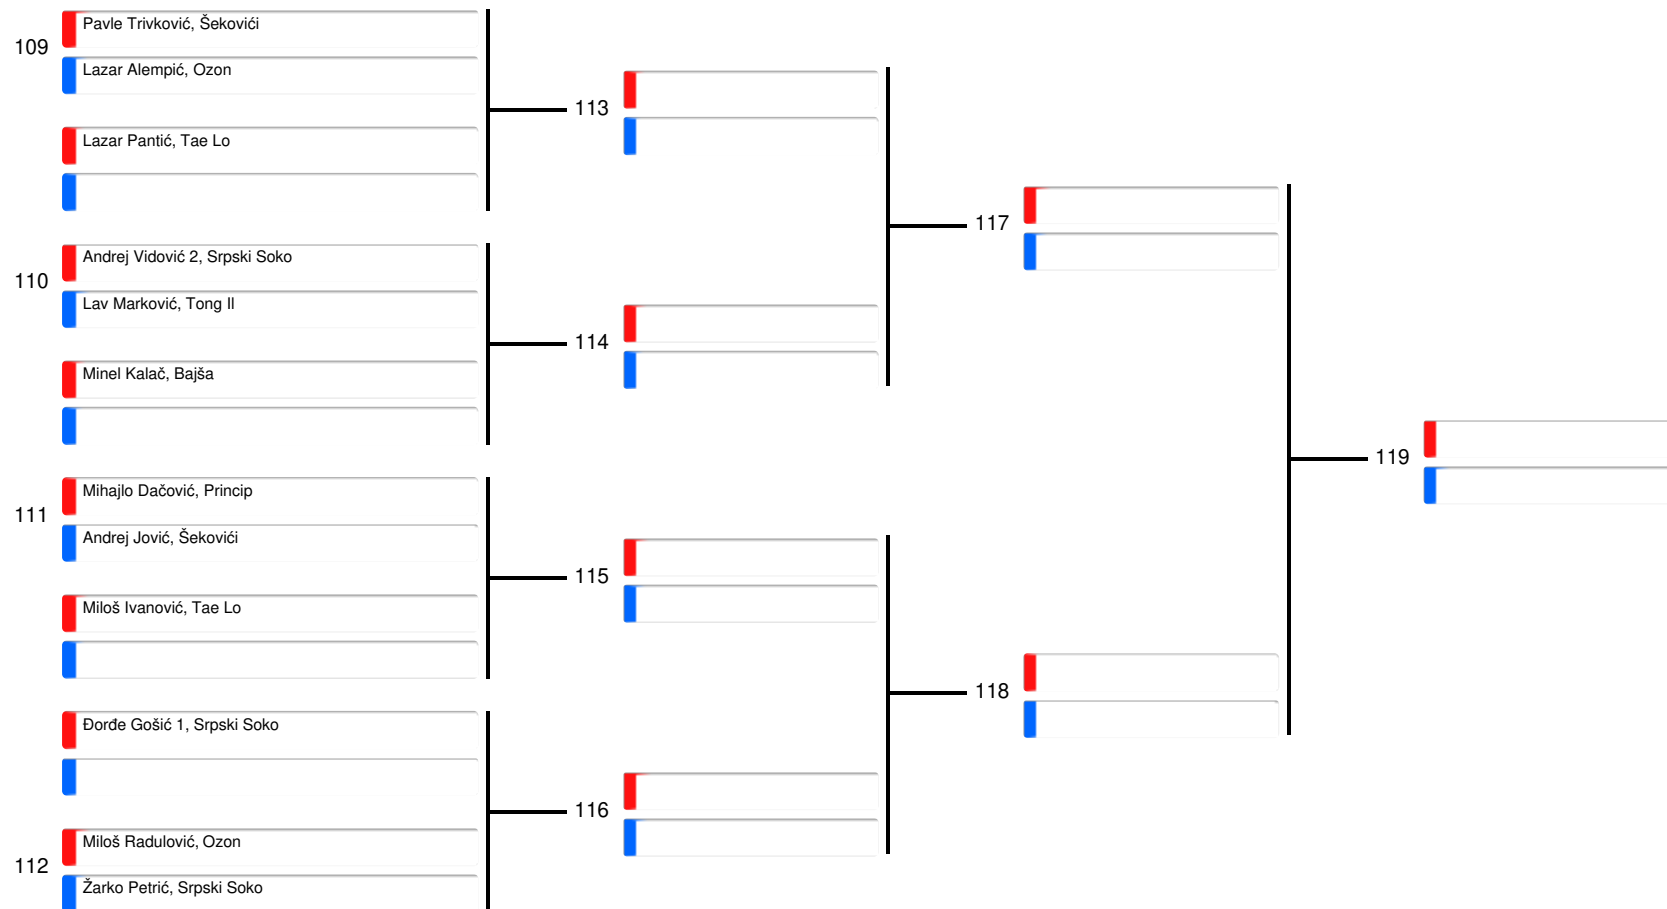 109
Pavle Trivković, Šekovići
Lazar Alempić, Ozon
Lazar Pantić, Tae Lo
110
Andrej Vidović 2, Srpski Soko
Lav Marković, Tong Il
Minel Kalač, Bajša
111
Mihajlo Dačović, Princip
Andrej Jović, Šekovići
Miloš Ivanović, Tae Lo
Đorđe Gošić 1, Srpski Soko
112
Miloš Radulović, Ozon
Žarko Petrić, Srpski Soko
113
114
115
116
117
118
119